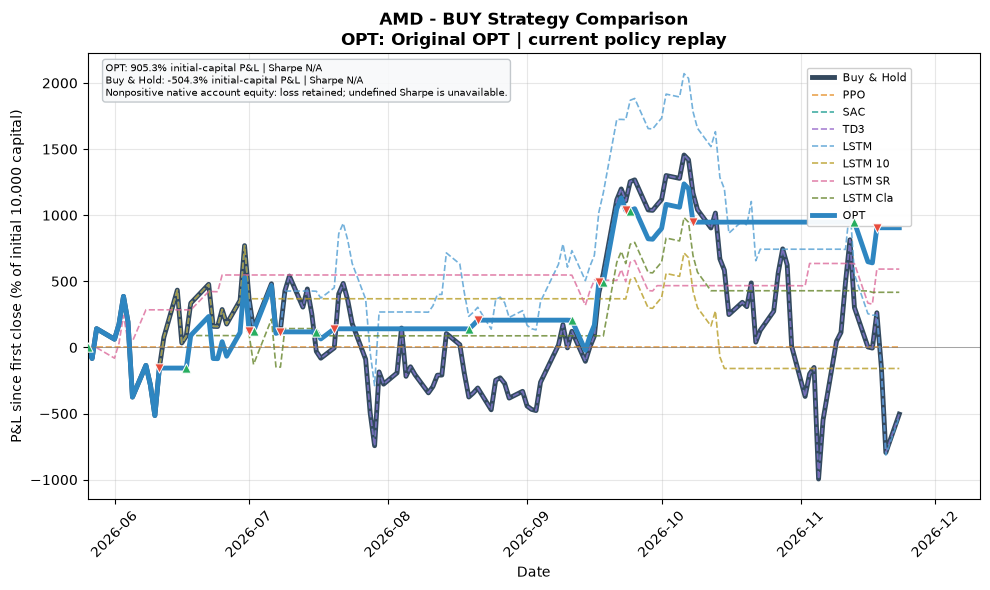 AMD - BUY Strategy Comparison
OPT: Original OPT | current policy replay
OPT: 905.3% initial-capital P&L | Sharpe N/A
Buy & Hold: -504.3% initial-capital P&L | Sharpe N/A
Nonpositive native account equity: loss retained; undefined Sharpe is unavailable.
Buy & Hold
PPO
SAC
TD3
LSTM
LSTM 10
LSTM SR
LSTM Cla
OPT
P&L since first close (% of initial 10,000 capital)
2000
1500
1000
500
0
−500
−1000
2026-06
2026-07
2026-08
2026-09
2026-10
2026-11
2026-12
Date